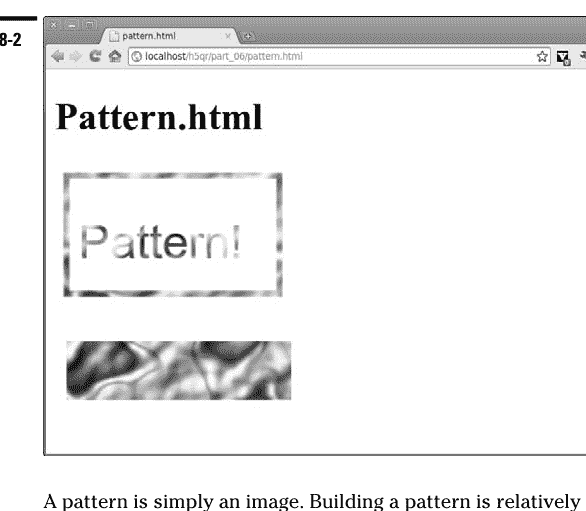 8-2
pattern.html
localhost/h5qr/part_06/pattern.html
Pattern.html
Pattern!
A pattern is simply an image. Building a pattern is relatively